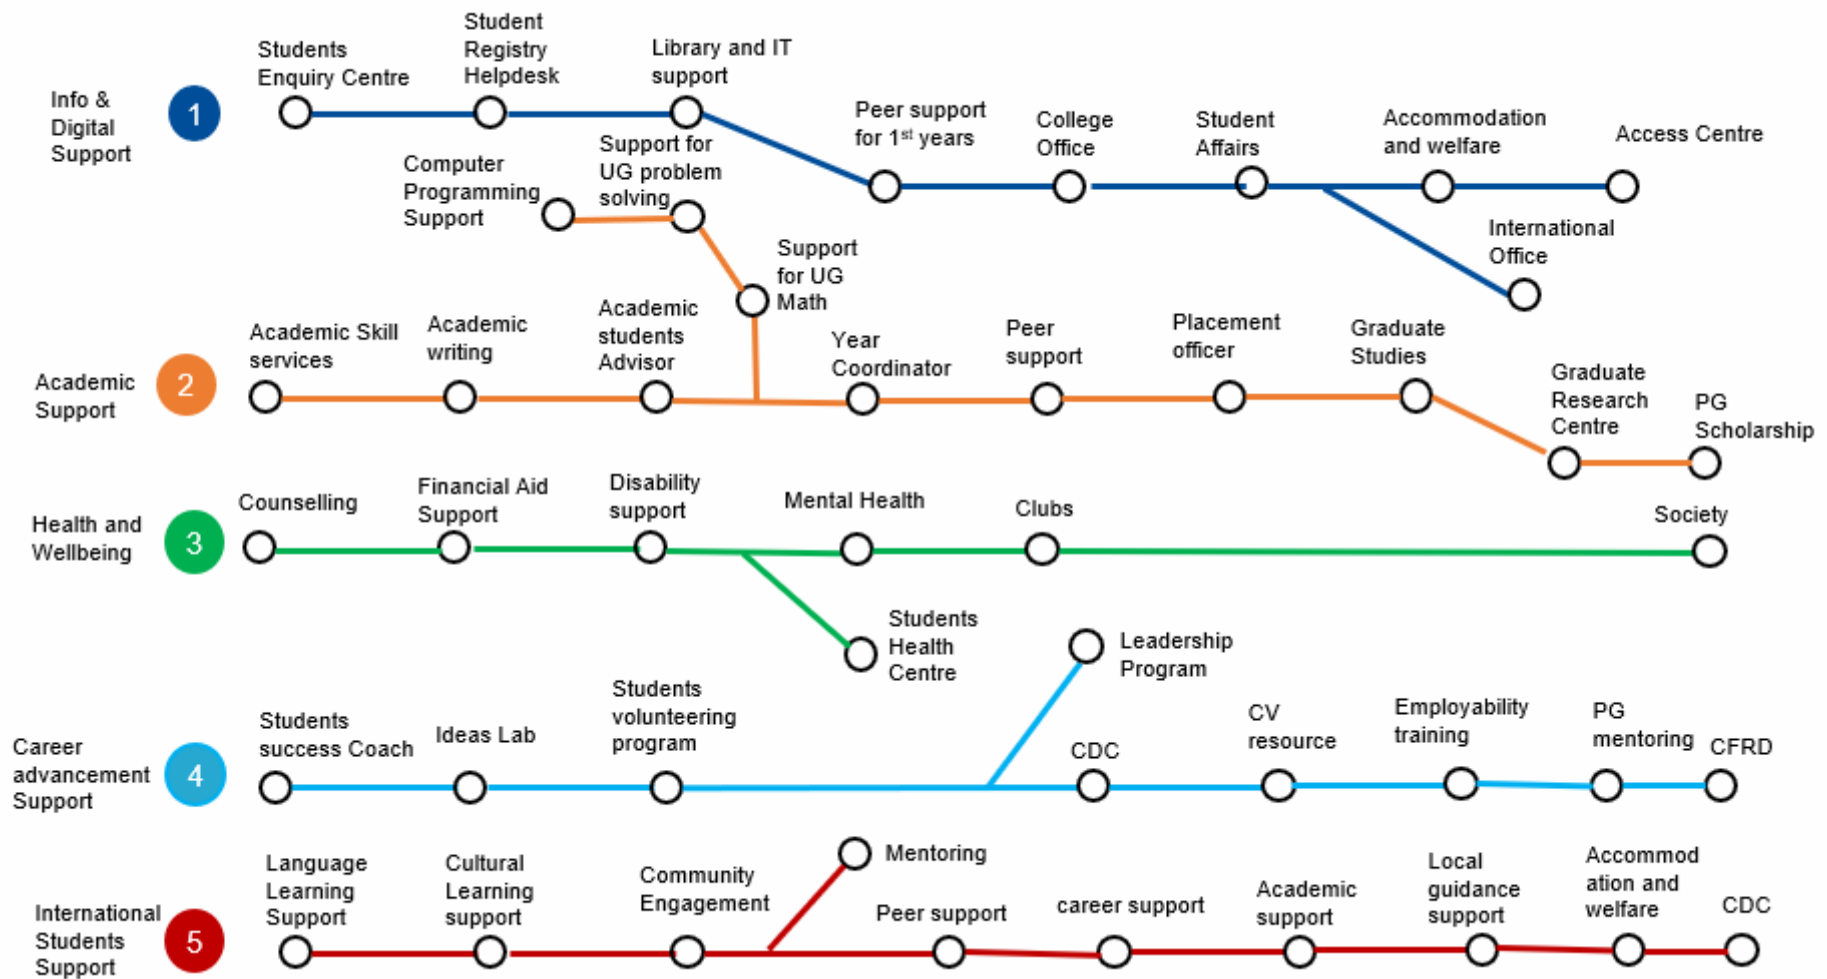 Info &
Digital
Support
1
Students
Enquiry Centre
Student
Registry
Helpdesk
Library and IT
support
Peer support
for 1st years
College
Office
Student
Affairs
Accommodation
and welfare
Access Centre
International
Office
Computer
Programming
Support
Support for
UG problem
solving
Support
for UG
Math
Academic
Support
2
Academic Skill
services
Academic
writing
Academic
students
Advisor
Year
Coordinator
Peer
support
Placement
officer
Graduate
Studies
Graduate
Research
Centre
PG
Scholarship
Health and
Wellbeing
3
Counselling
Financial Aid
Support
Disability
support
Mental Health
Clubs
Society
Students
Health
Centre
Career
advancement
Support
4
Students
success Coach
Ideas Lab
Students
volunteering
program
Leadership
Program
CDC
CV
resource
Employability
training
PG
mentoring
CFRD
International
Students
Support
5
Language
Learning
Support
Cultural
Learning
support
Community
Engagement
Mentoring
Peer support
career support
Academic
support
Local
guidance
support
Accommod
ation and
welfare
CDC